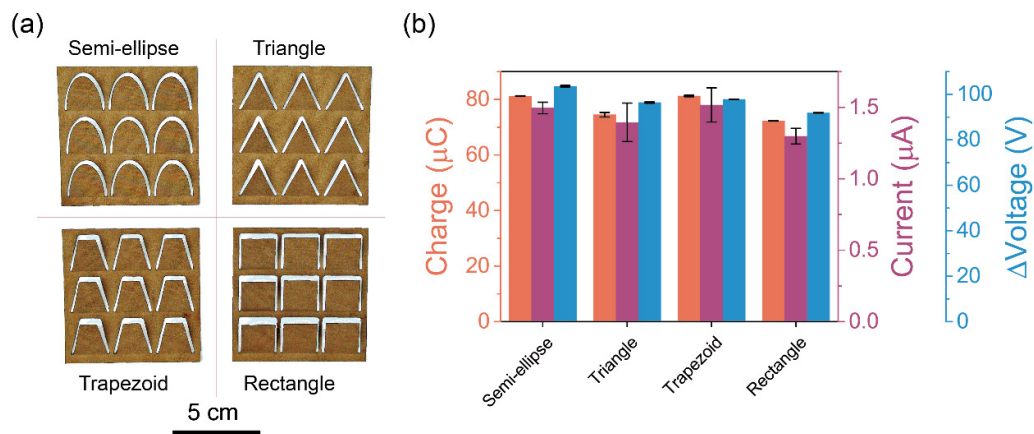 (a)
Semi-ellipse
Triangle
Trapezoid
Rectangle
5 cm
(b)
Charge (μC)
80
60
40
20
0
Current (μA)
1.5
1.0
0.5
0.0
ΔVoltage (V)
100
80
60
40
20
0
Semi-ellipse
Triangle
Trapezoid
Rectangle